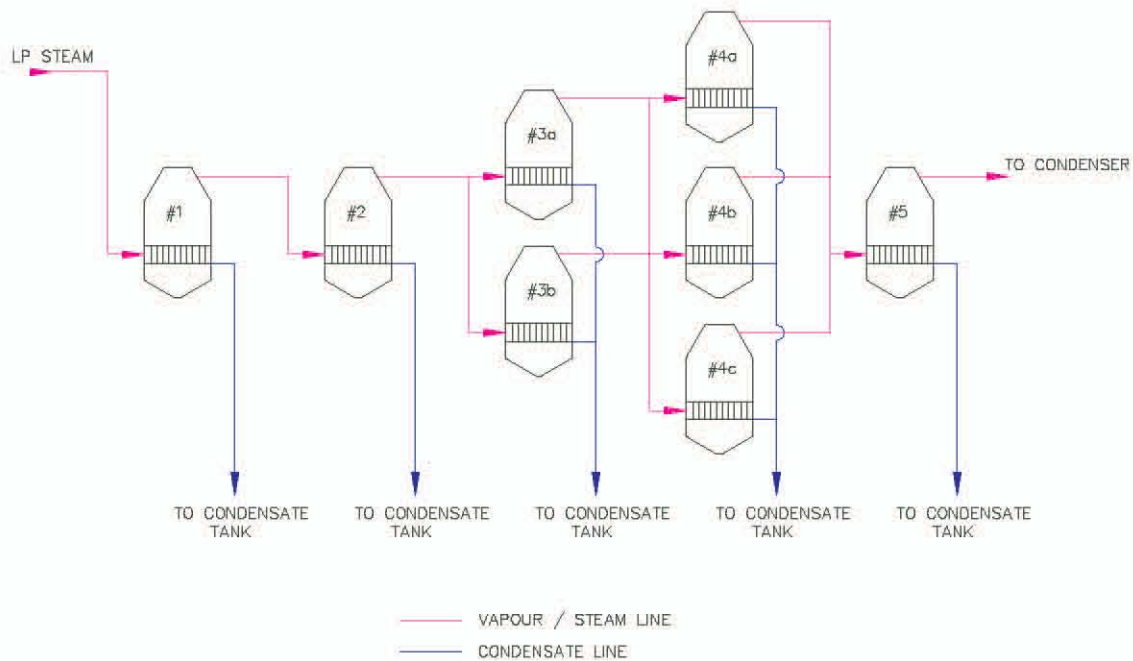 LP STEAM
#1
#2
#3a
#3b
#4a
#4b
#4c
#5
TO CONDENSER
TO CONDENSATE
TANK
TO CONDENSATE
TANK
TO CONDENSATE
TANK
TO CONDENSATE
TANK
TO CONDENSATE
TANK
VAPOUR / STEAM LINE
CONDENSATE LINE